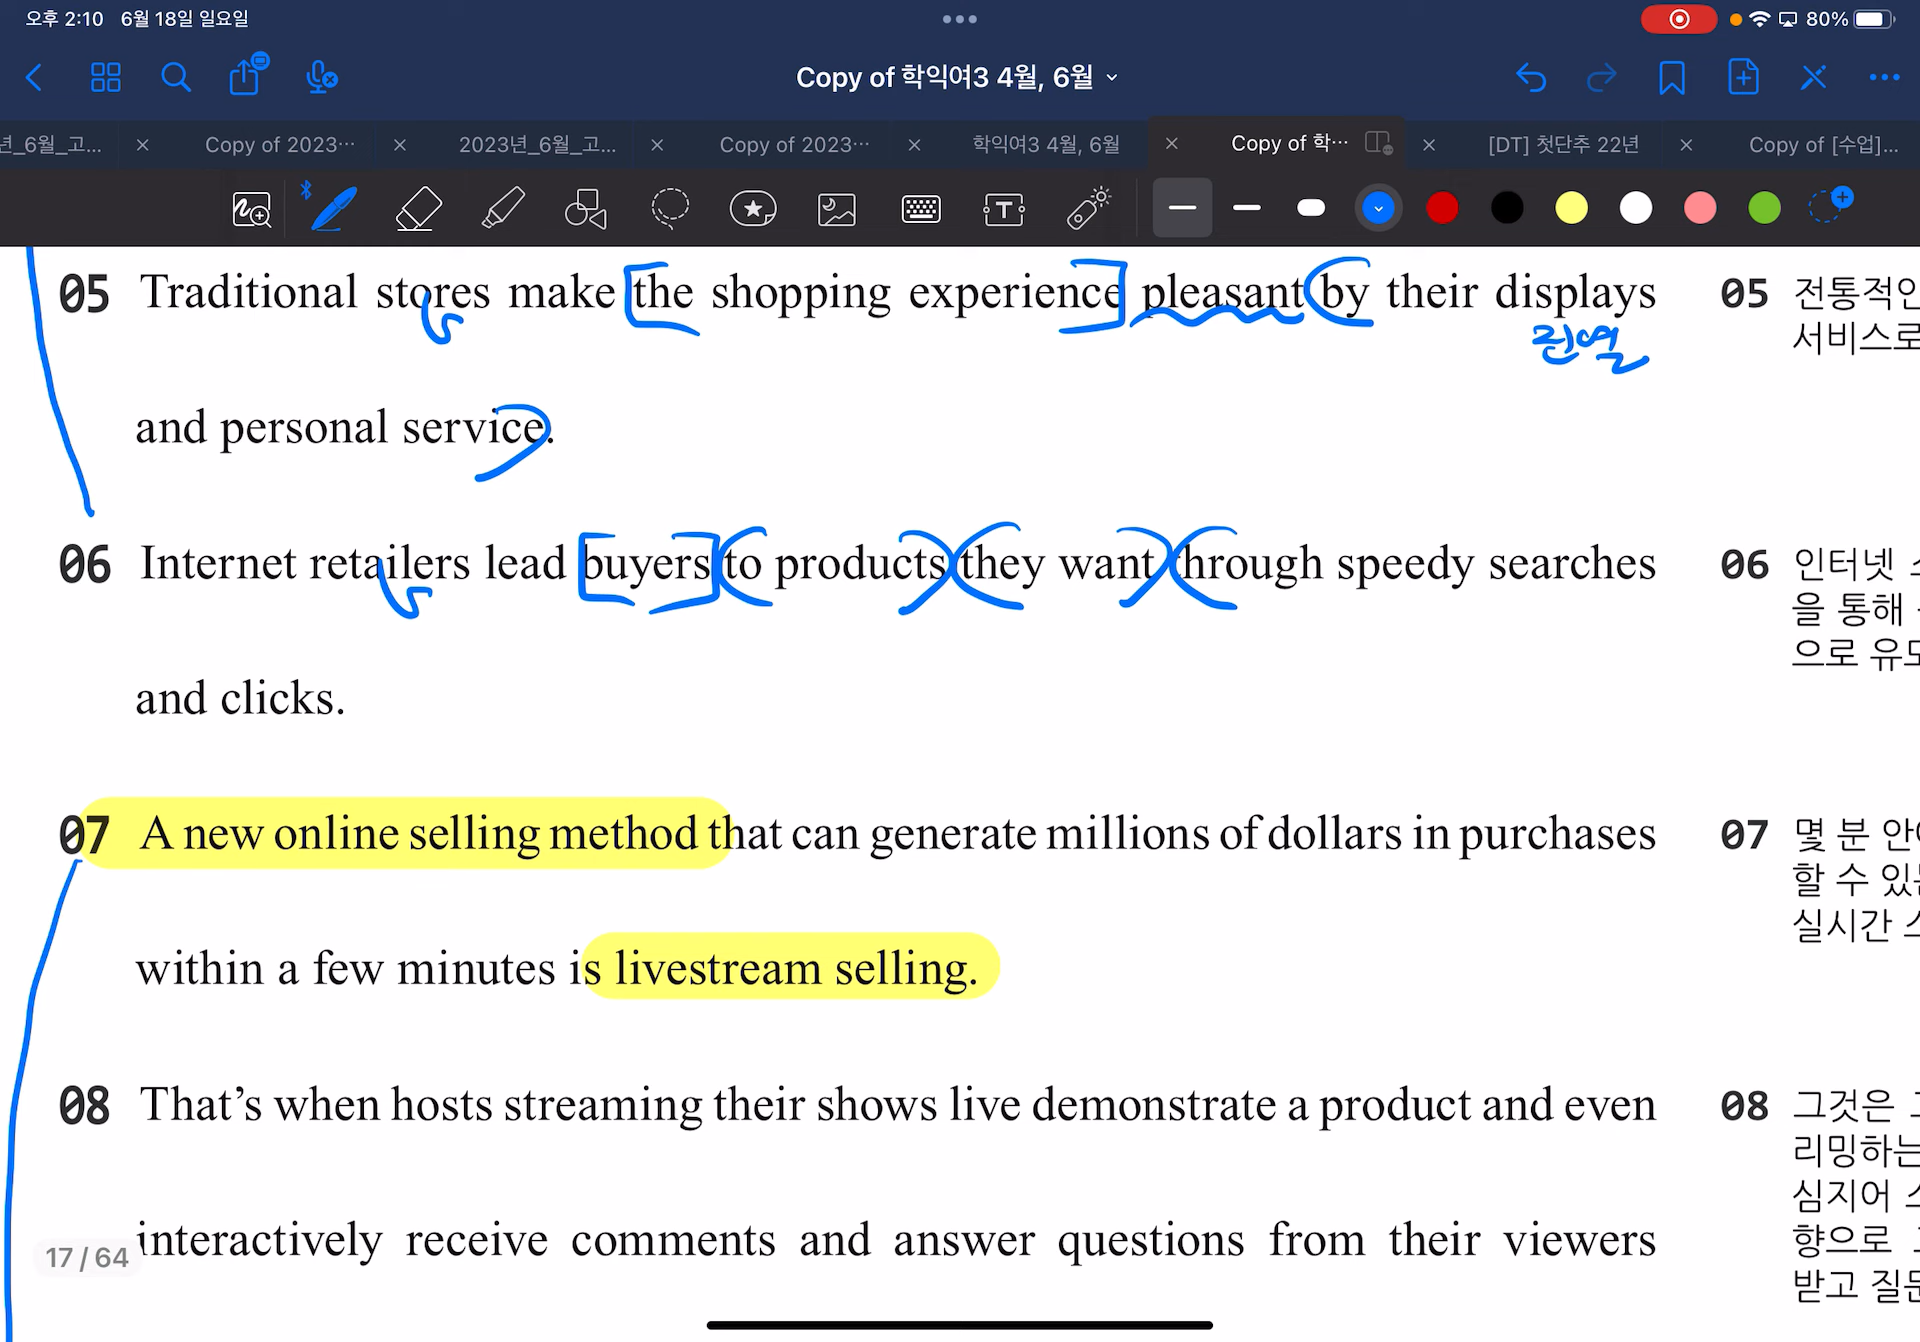 오후 2:10 6월 18일 일요일
80%
Copy of 학익여3 4월, 6월
년_6월_고... Copy of 2023… 2023년_6월_고... Copy of 2023… 학익여3 4월, 6월 Copy of 학… [DT] 첫단추 22년 Copy of [수업]...
05 Traditional stores make the shopping experience pleasant by their displays
진열
and personal service.
06 Internet retailers lead buyers to products they want through speedy searches
and clicks.
07 A new online selling method that can generate millions of dollars in purchases
within a few minutes is livestream selling.
08 That’s when hosts streaming their shows live demonstrate a product and even
interactively receive comments and answer questions from their viewers
17 / 64
05 전통적인
서비스로
06 인터넷
을 통해
으로
07 몇 분
할 수
실시간
08 그것은
리밍하는
심지어
향으로
받고